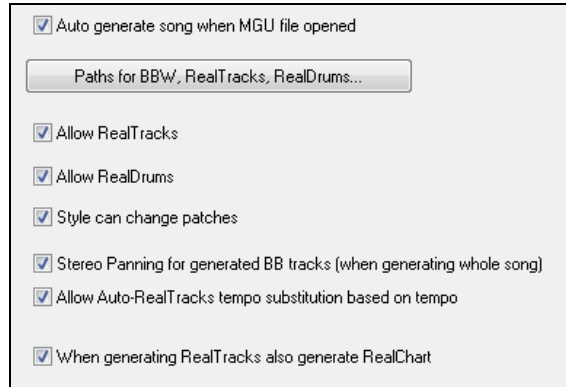 Auto generate song when MGU file opened
Paths for BBW, RealTracks, RealDrums...
Allow RealTracks
Allow RealDrums
Style can change patches
Stereo Panning for generated BB tracks (when generating whole song)
Allow Auto-RealTracks tempo substitution based on tempo
When generating RealTracks also generate RealChart